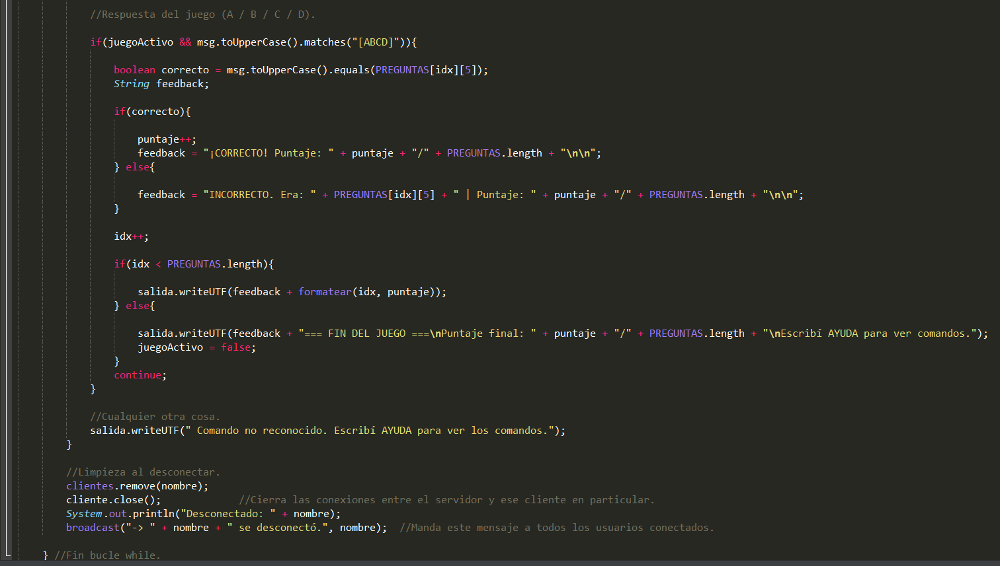 //Respuesta del juego (A / B / C / D).
if(juegoActivo && msg.toUpperCase().matches("[ABCD]")){
boolean correcto = msg.toUpperCase().equals(PREGUNTAS[idx][5]);
String feedback;
if(correcto){
puntaje++;
feedback = "¡CORRECTO! Puntaje: " + puntaje + "/" + PREGUNTAS.length + "\n\n";
} else{
feedback = "INCORRECTO. Era: " + PREGUNTAS[idx][5] + " | Puntaje: " + puntaje + "/" + PREGUNTAS.length + "\n\n";
}
idx++;
if(idx < PREGUNTAS.length){
salida.writeUTF(feedback + formatear(idx, puntaje));
} else{
salida.writeUTF(feedback + "=== FIN DEL JUEGO ===\nPuntaje final: " + puntaje + "/" + PREGUNTAS.length + "\nEscribí AYUDA para ver comandos.");
juegoActivo = false;
}
continue;
}
//Cualquier otra cosa.
salida.writeUTF(" Comando no reconocido. Escribí AYUDA para ver los comandos.");
}
//Limpieza al desconectar.
clientes.remove(nombre);
cliente.close(); //Cierra las conexiones entre el servidor y ese cliente en particular.
System.out.println("Desconectado: " + nombre);
broadcast("-> " + nombre + " se desconectó.", nombre); //Manda este mensaje a todos los usuarios conectados.
} //Fin bucle while.